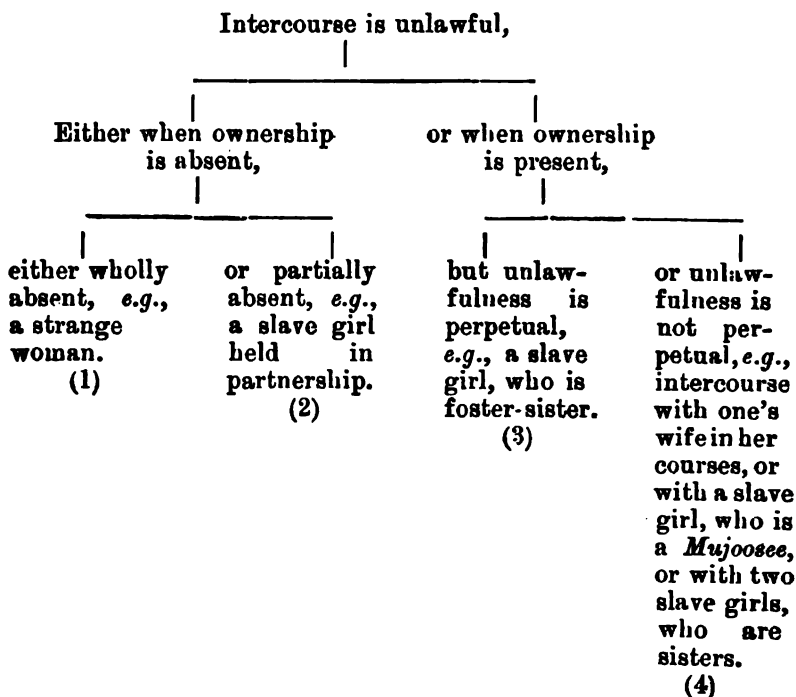 Intercourse is unlawful,
Either when ownership
is absent,
or when ownership
is present,
either wholly
absent, e.g.,
a strange
woman.
(1)
or partially
absent, e.g.,
a slave girl
held in
partnership.
(2)
but unlaw-
fulness is
perpetual,
e.g., a slave
girl, who is
foster-sister.
(3)
or unlaw-
fulness is
not per-
petual, e.g.,
intercourse
with one's
wife in her
courses, or
with a slave
girl, who is
a Mujoosee,
or with two
slave girls,
who are
sisters.
(4)